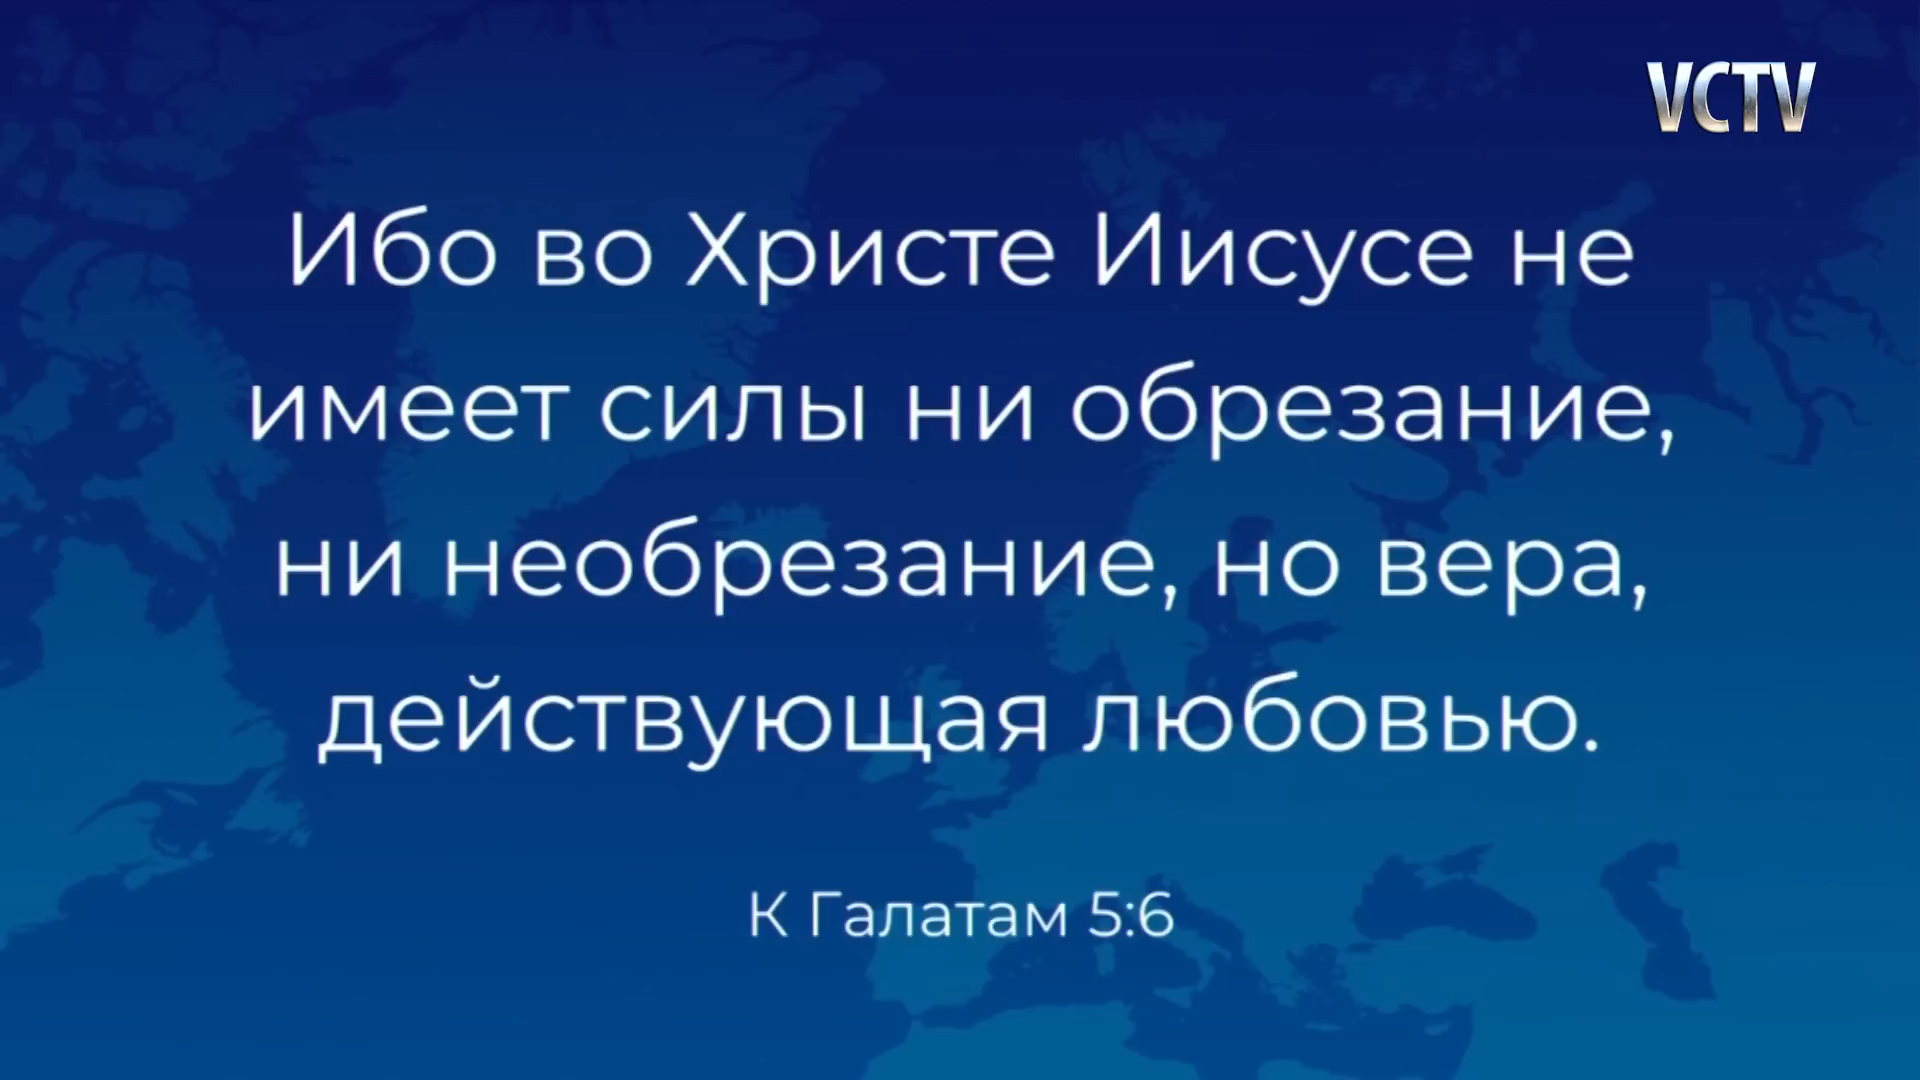 VCTV
Ибо во Христе Иисусе не
имеет силы ни обрезание,
ни необрезание, но вера,
действующая любовью.
К Галатам 5:6